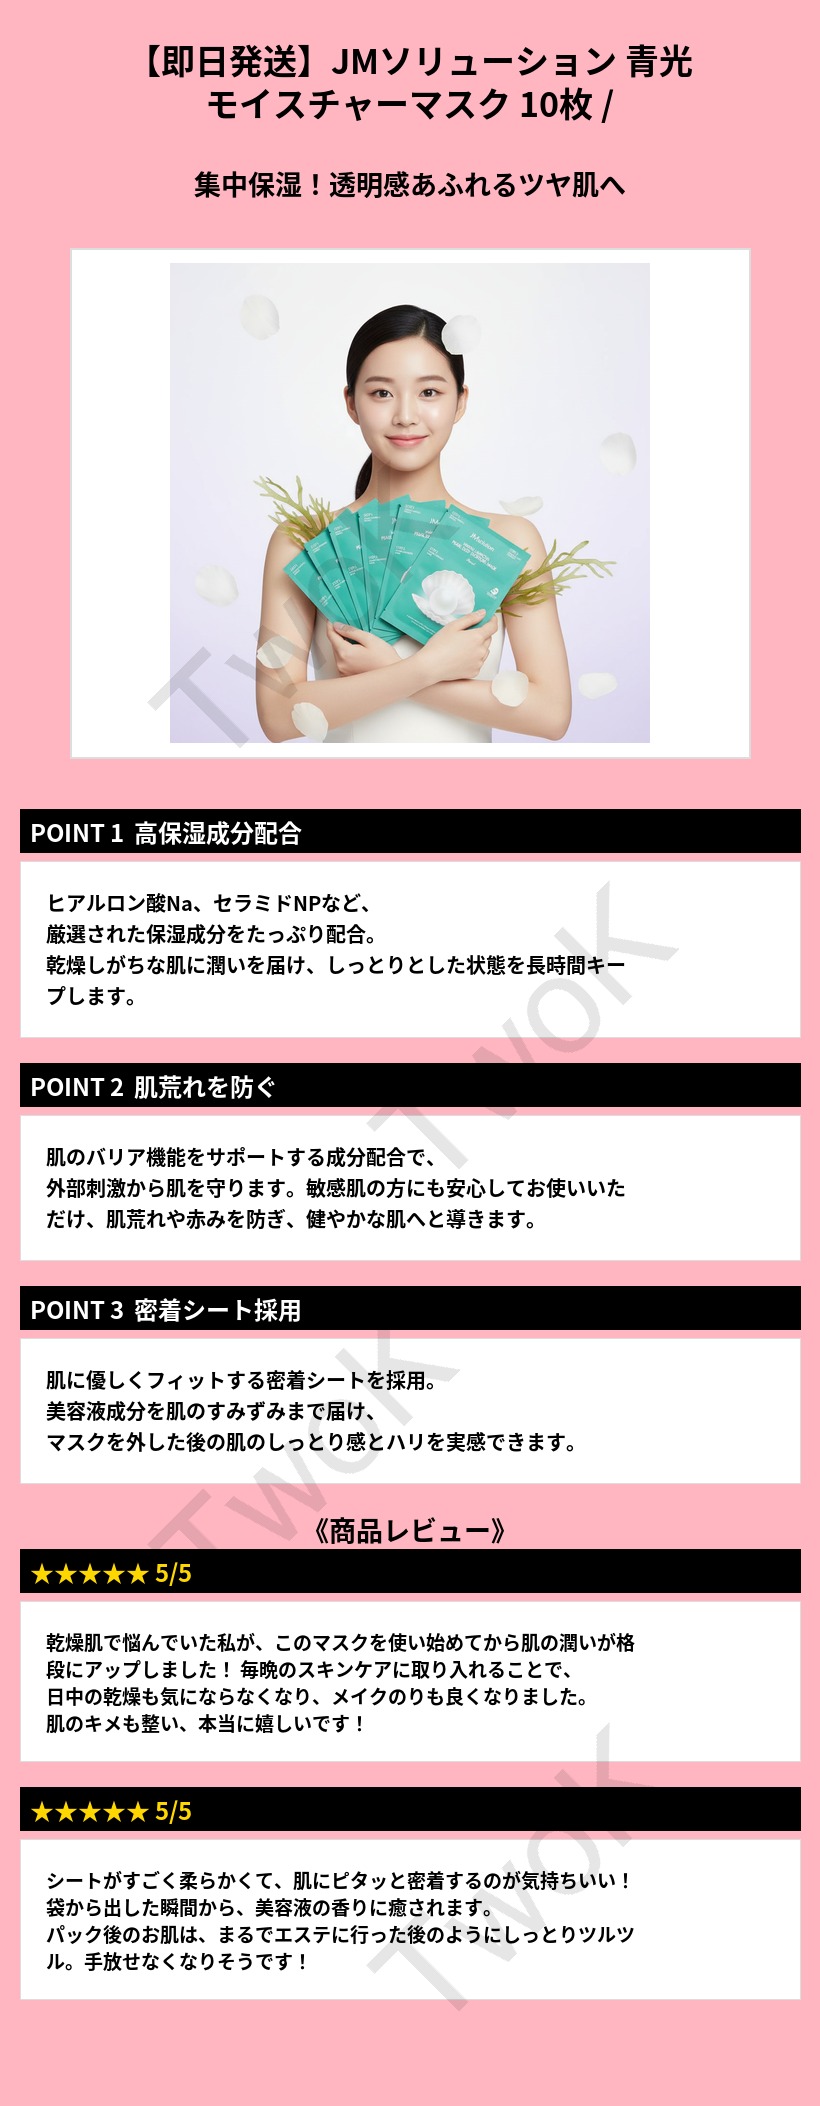 【即日発送】JMソリューション 青光
モイスチャーマスク 10枚 /
集中保湿！透明感あふれるツヤ肌へ
JMsolution
POINT 1 高保湿成分配合
ヒアルロン酸Na、セラミドNPなど、
厳選された保湿成分をたっぷり配合。
乾燥しがちな肌に潤いを届け、しっとりとした状態を長時間キー
プします。
POINT 2 肌荒れを防ぐ
肌のバリア機能をサポートする成分配合で、
外部刺激から肌を守ります。敏感肌の方にも安心してお使いいた
だけ、肌荒れや赤みを防ぎ、健やかな肌へと導きます。
POINT 3 密着シート採用
肌に優しくフィットする密着シートを採用。
美容液成分を肌のすみずみまで届け、
マスクを外した後の肌のしっとり感とハリを実感できます。
《商品レビュー》
★★★★★ 5/5
乾燥肌で悩んでいた私が、このマスクを使い始めてから肌の潤いが格
段にアップしました！ 毎晩のスキンケアに取り入れることで、
日中の乾燥も気にならなくなり、メイクのりも良くなりました。
肌のキメも整い、本当に嬉しいです！
★★★★★ 5/5
シートがすごく柔らかくて、肌にピタッと密着するのが気持ちいい！
袋から出した瞬間から、美容液の香りに癒されます。
パック後のお肌は、まるでエステに行った後のようにしっとりツルツ
ル。手放せなくなりそうです！
TwoK
TwoK
TwoK
TwoK